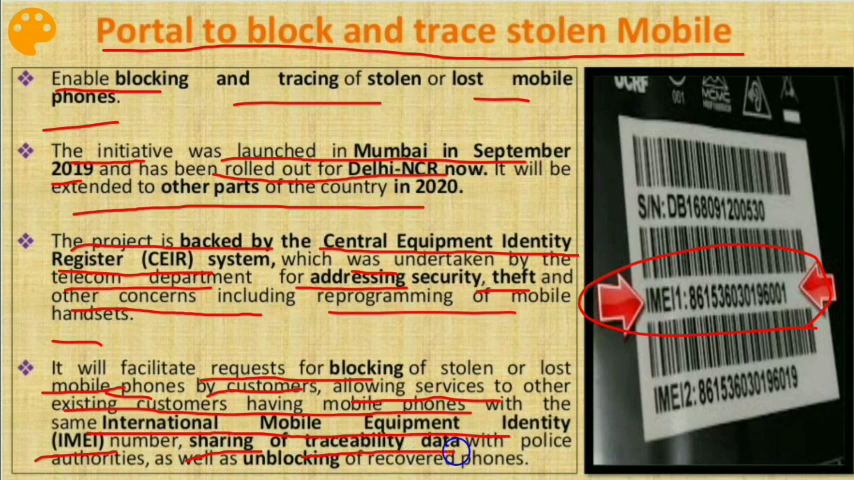 Portal to block and trace stolen Mobile
Enable blocking and tracing of stolen or lost mobile
phones.
The initiative was launched in Mumbai in September
2019 and has been rolled out for Delhi-NCR now. It will be
extended to other parts of the country in 2020.
The project is backed by the Central Equipment Identity
Register (CEIR) system, which was undertaken by the
telecom department for addressing security, theft and
other concerns including reprogramming of mobile
handsets.
It will facilitate requests for blocking of stolen or lost
mobile phones by customers, allowing services to other
existing customers having mobile phones with the
same International Mobile Equipment Identity
(IMEI) number, sharing of traceability data with police
authorities, as well as unblocking of recovered phones.
001
MCMC
S/N: DB168091200530
IMEI1: 861536030196001
IMEI2: 861536030196019